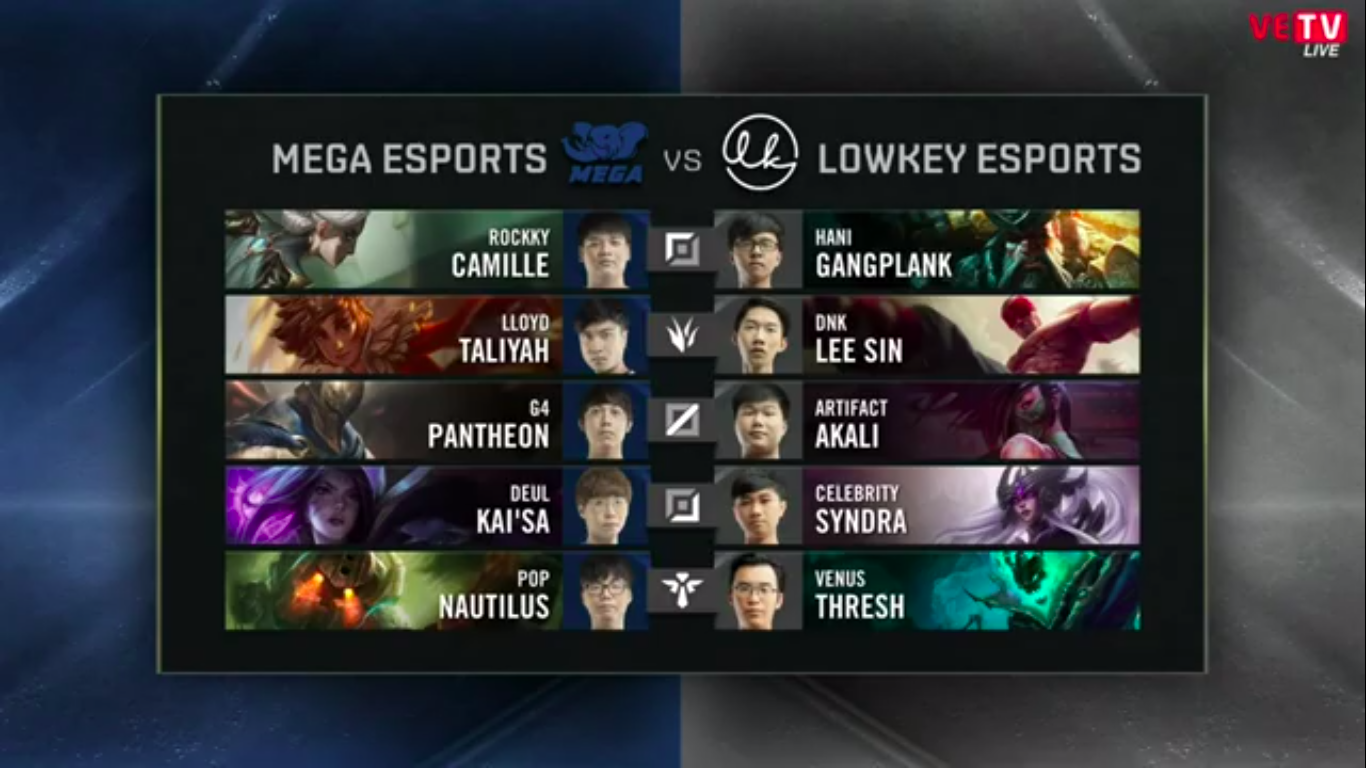 VETV
LIVE
MEGA ESPORTS
MEGA
VS
lk
LOWKEY ESPORTS
ROCKKY
CAMILLE
HANI
GANGPLANK
LLOYD
TALIYAH
DNK
LEE SIN
G4
PANTHEON
ARTIFACT
AKALI
DEUL
KAI'SA
CELEBRITY
SYNDRA
POP
NAUTILUS
VENUS
THRESH